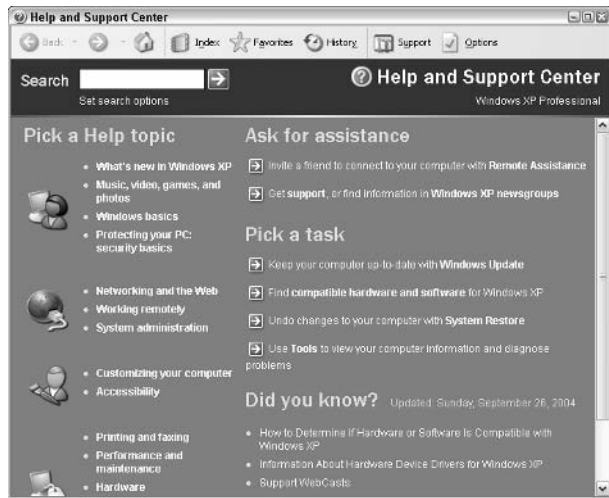 Help and Support Center
Back Index Favorites History Support Options
Search
Set search options
Help and Support Center
Windows XP Professional
Pick a Help topic
What's new in Windows XP
Music, video, games, and
photos
Windows basics
Protecting your PC:
security basics
Networking and the Web
Working remotely
System administration
Customizing your computer
Accessibility
Printing and faxing
Performance and
maintenance
Hardware
Ask for assistance
Invite a friend to connect to your computer with Remote Assistance
Get support, or find information in Windows XP newsgroups
Pick a task
Keep your computer up-to-date with Windows Update
Find compatible hardware and software for Windows XP
Undo changes to your computer with System Restore
Use Tools to view your computer information and diagnose
problems
Did you know? Updated: Sunday, September 26, 2004
How to Determine If Hardware or Software Is Compatible with
Windows XP
Information About Hardware Device Drivers for Windows XP
Support WebCasts